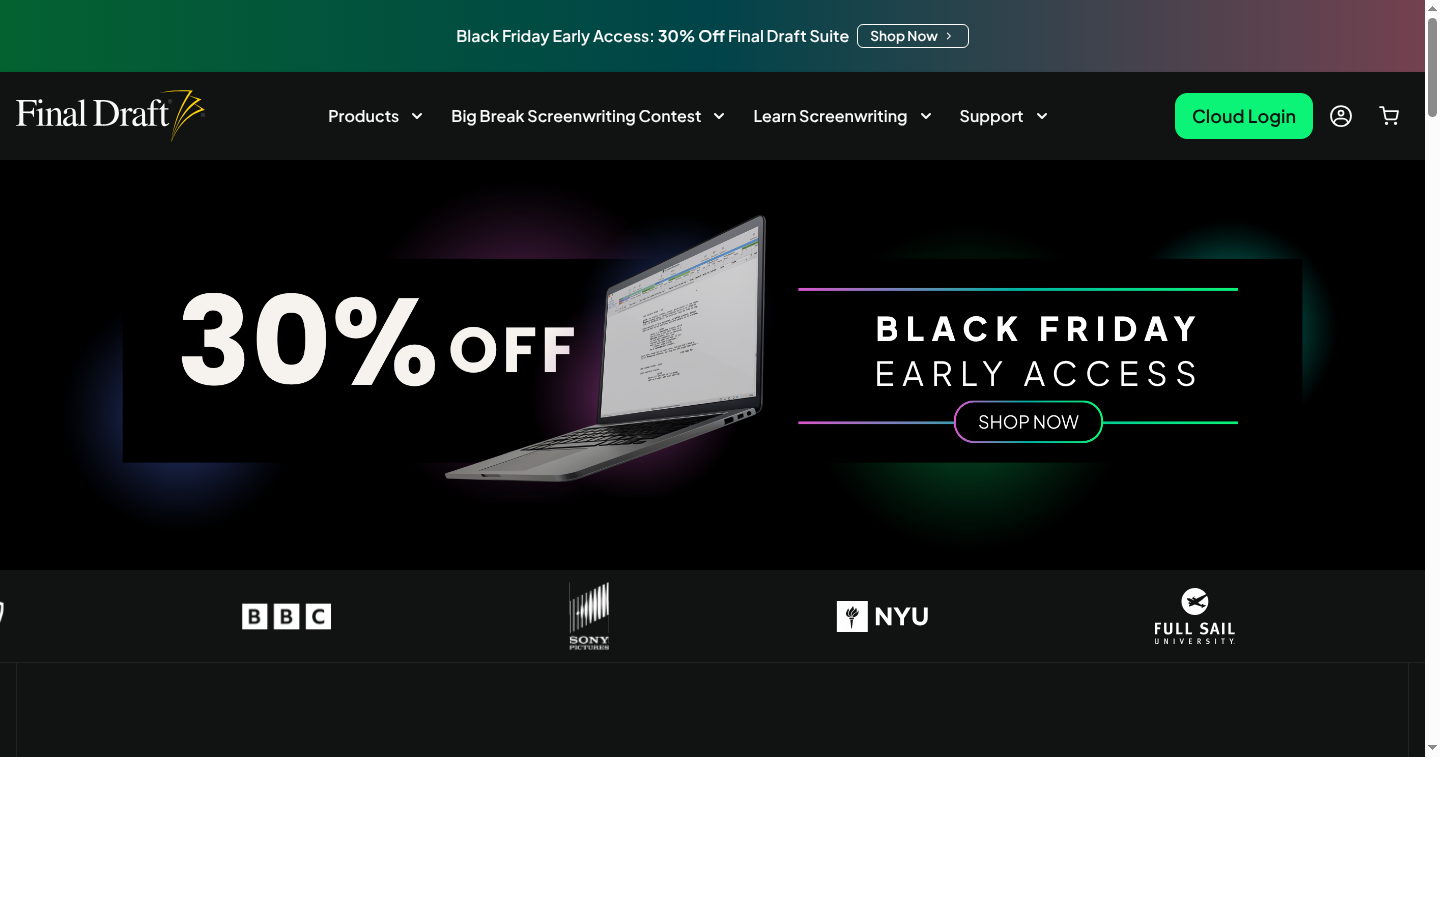 Black Friday Early Access: 30% Off Final Draft Suite Shop Now
Final Draft
Products
Big Break Screenwriting Contest
Learn Screenwriting
Support
Cloud Login
30% OFF
BLACK FRIDAY
EARLY ACCESS
SHOP NOW
BBC
SONY
PICTURES
NYU
FULL SAIL
UNIVERSITY.